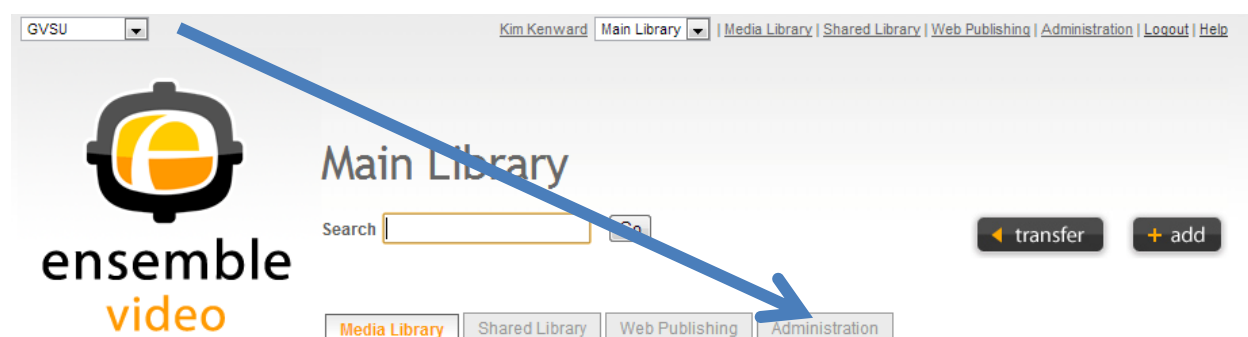 GVSU Kim Kenward Main Library | Media Library | Shared Library | Web Publishing | Administration | Logout | Help
Main Library
Search Go
transfer + add
ensemble
video
Media Library Shared Library Web Publishing Administration